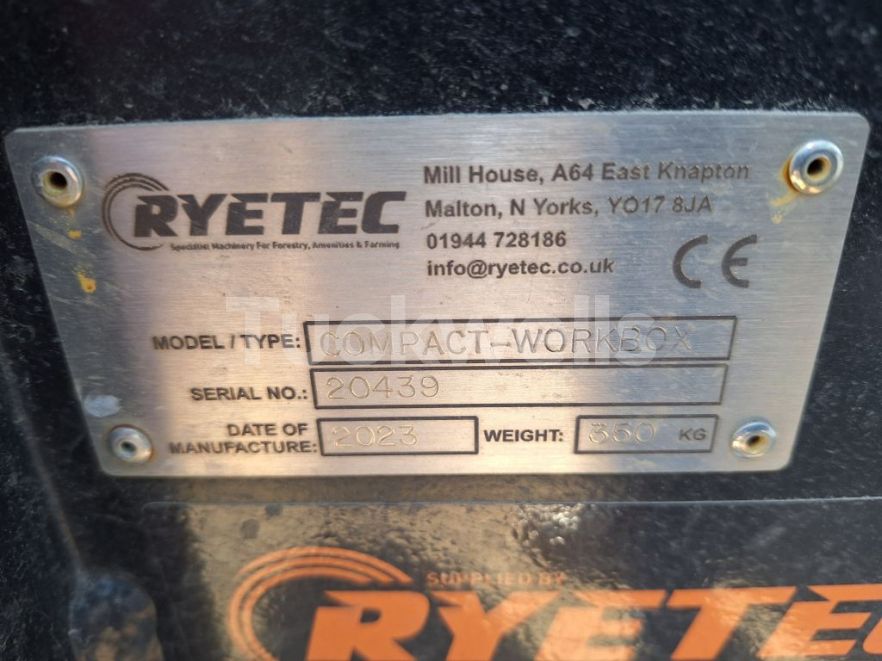 RYETEC
Specialist Machinery For Forestry, Amenities & Farming
Mill House, A64 East Knapton
Malton, N Yorks, YO17 8JA
01944 728186
info@ryetec.co.uk
CE
Tuckwells
MODEL / TYPE: COMPACT-WORKBOX
SERIAL NO.: 20439
DATE OF
MANUFACTURE: 2023 WEIGHT: 350 KG
SUPPLIED BY
RYETEC